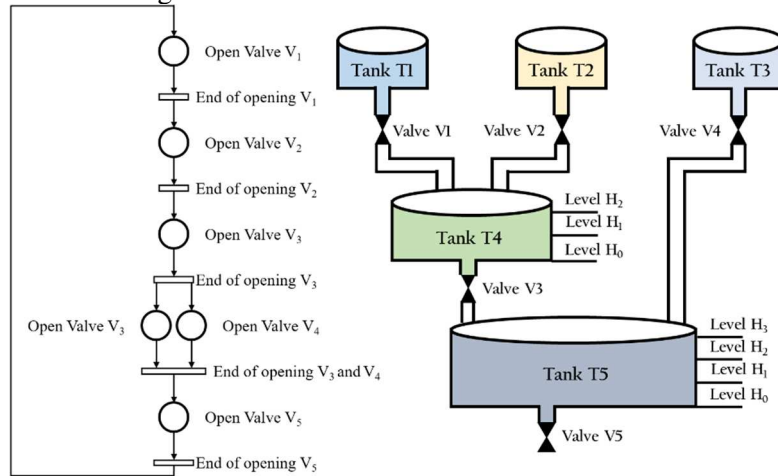 Open Valve V₁
End of opening V₁
Open Valve V₂
End of opening V₂
Open Valve V₃
End of opening V₃
Open Valve V₃
Open Valve V₄
End of opening V₃ and V₄
Open Valve V₅
End of opening V₅
Tank T1
Tank T2
Tank T3
Valve V1
Valve V2
Valve V4
Level H₂
Level H₁
Level H₀
Tank T4
Valve V3
Level H₃
Level H₂
Level H₁
Level H₀
Tank T5
Valve V5